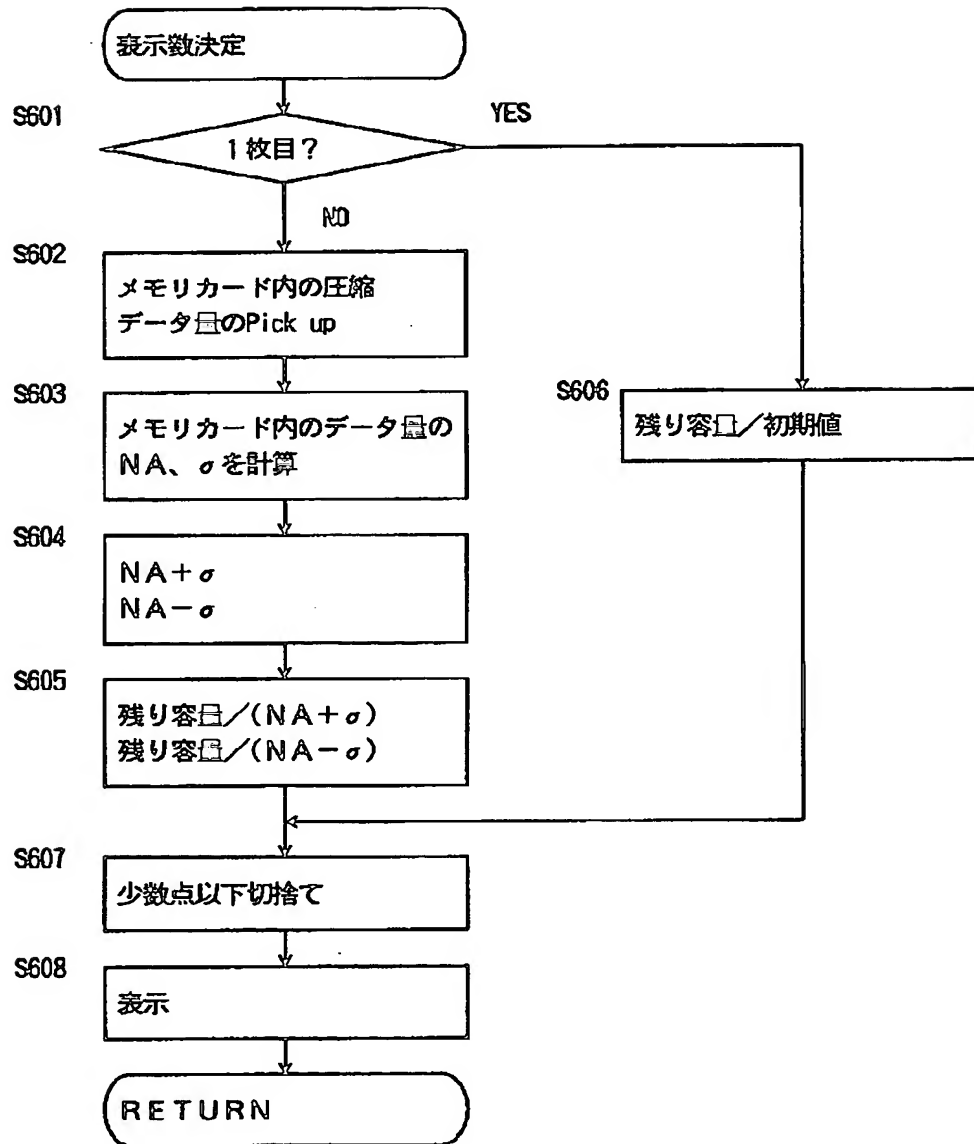 表示数決定
S601
YES
1枚目？
NO
S602
メモリカード内の圧縮
データ量のPick up
S603
メモリカード内のデータ量の
NA、σを計算
S606
残り容量／初期値
S604
NA＋σ
NA－σ
S605
残り容量／(NA＋σ)
残り容量／(NA－σ)
S607
少数点以下切捨て
S608
表示
RETURN